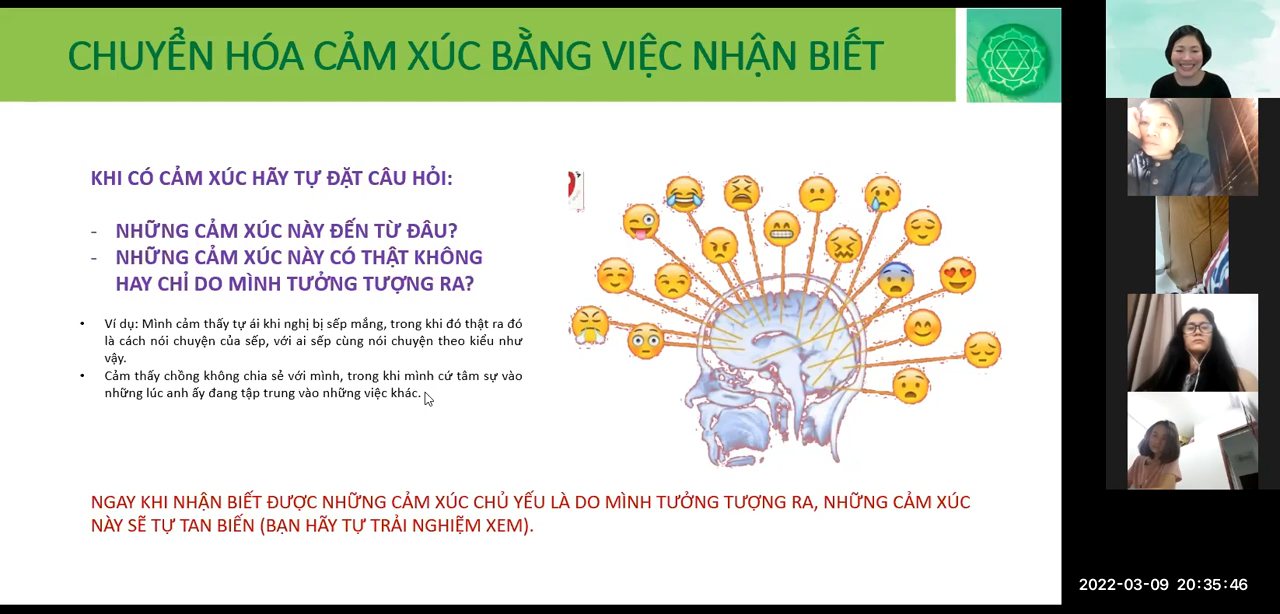 CHUYỂN HÓA CẢM XÚC BẰNG VIỆC NHẬN BIẾT
KHI CÓ CẢM XÚC HÃY TỰ ĐẶT CÂU HỎI:
- NHỮNG CẢM XÚC NÀY ĐẾN TỪ ĐÂU?
- NHỮNG CẢM XÚC NÀY CÓ THẬT KHÔNG
HAY CHỈ DO MÌNH TƯỞNG TƯỢNG RA?
• Ví dụ: Mình cảm thấy tự ái khi nghị bị sếp mắng, trong khi đó thật ra đó
là cách nói chuyện của sếp, với ai sếp cùng nói chuyện theo kiểu như
vậy.
• Cảm thấy chồng không chia sẻ với mình, trong khi mình cứ tâm sự vào
những lúc anh ấy đang tập trung vào những việc khác.
NGAY KHI NHẬN BIẾT ĐƯỢC NHỮNG CẢM XÚC CHỦ YẾU LÀ DO MÌNH TƯỞNG TƯỢNG RA, NHỮNG CẢM XÚC
NÀY SẼ TỰ TAN BIẾN (BẠN HÃY TỰ TRẢI NGHIỆM XEM).
2022-03-09 20:35:46